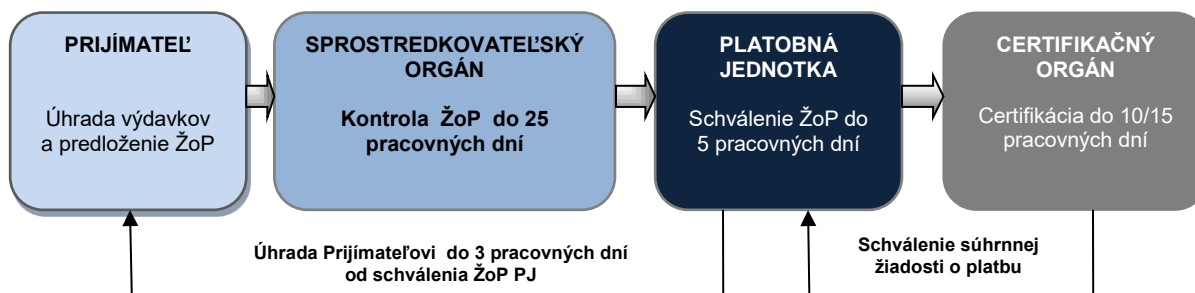 PRIJÍMATEĽ
Úhrada výdavkov
a predloženie ŽoP
SPROSTREDKOVATEĽSKÝ
ORGÁN
Kontrola ŽoP do 25
pracovných dní
PLATOBNÁ
JEDNOTKA
Schválenie ŽoP do
5 pracovných dní
CERTIFIKAČNÝ
ORGÁN
Certifikácia do 10/15
pracovných dní
Úhrada Prijímateľovi do 3 pracovných dní
od schválenia ŽoP PJ
Schválenie súhrnnej
žiadosti o platbu